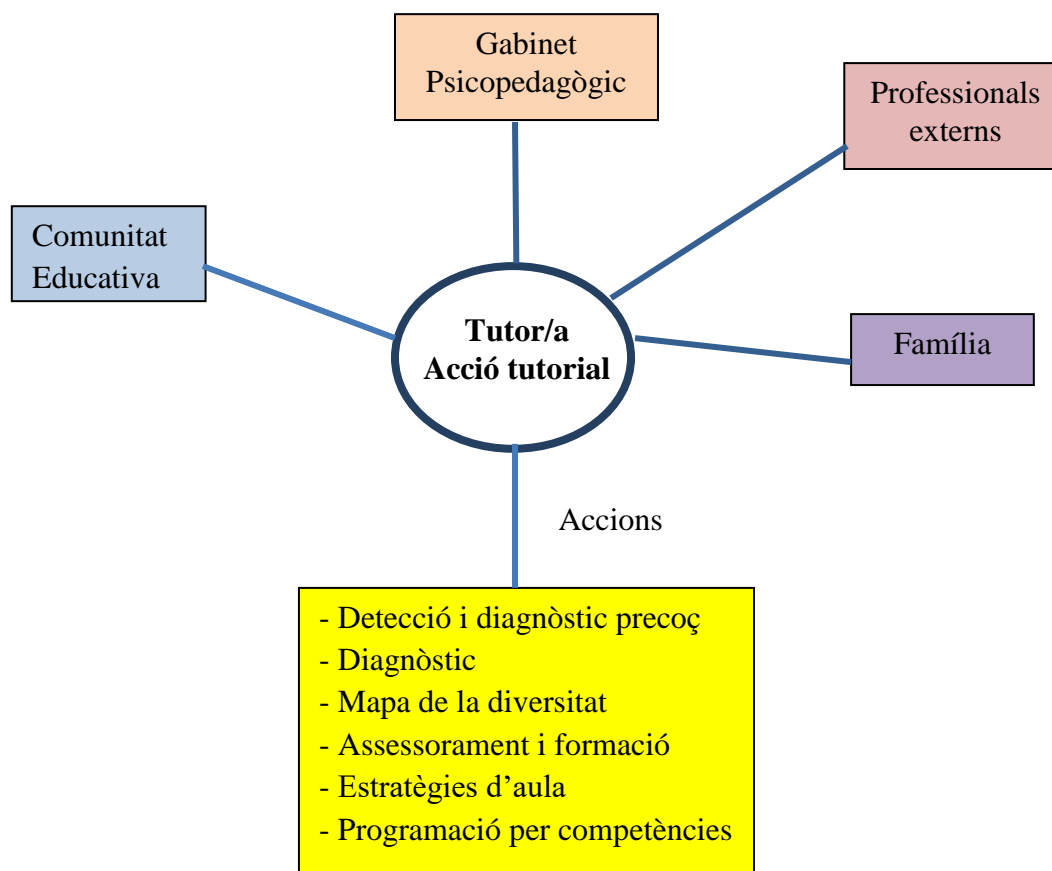 Gabinet
Psicopedagògic
Professionals
externs
Comunitat
Educativa
Tutor/a
Acció tutorial
Família
Accions
- Detecció i diagnòstic precoç
- Diagnòstic
- Mapa de la diversitat
- Assessorament i formació
- Estratègies d’aula
- Programació per competències